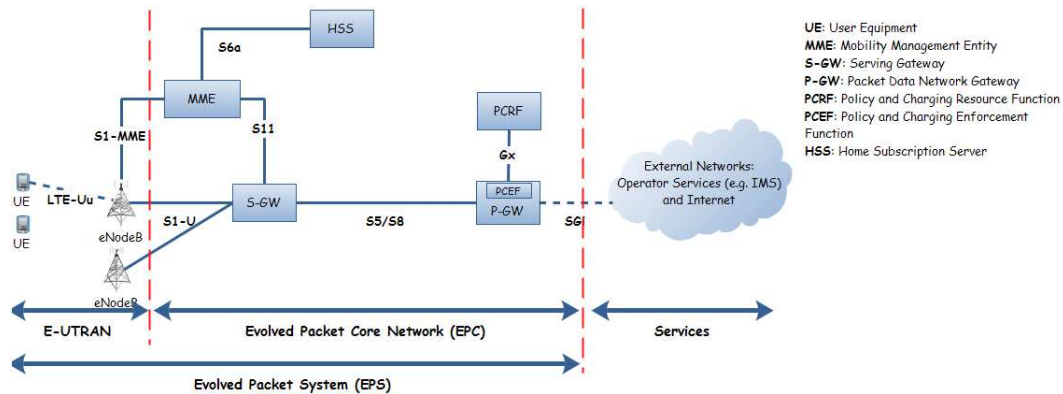 HSS
S6a
MME
S1-MME
S11
PCRF
Gx
PCEF
P-GW
S-GW
UE
LTE-Uu
eNodeB
UE
S1-U
S5/S8
SGi
eNodeB
External Networks:
Operator Services (e.g. IMS)
and Internet
UE: User Equipment
MME: Mobility Management Entity
S-GW: Serving Gateway
P-GW: Packet Data Network Gateway
PCRF: Policy and Charging Resource Function
PCEF: Policy and Charging Enforcement
Function
HSS: Home Subscription Server
E-UTRAN
Evolved Packet Core Network (EPC)
Services
Evolved Packet System (EPS)